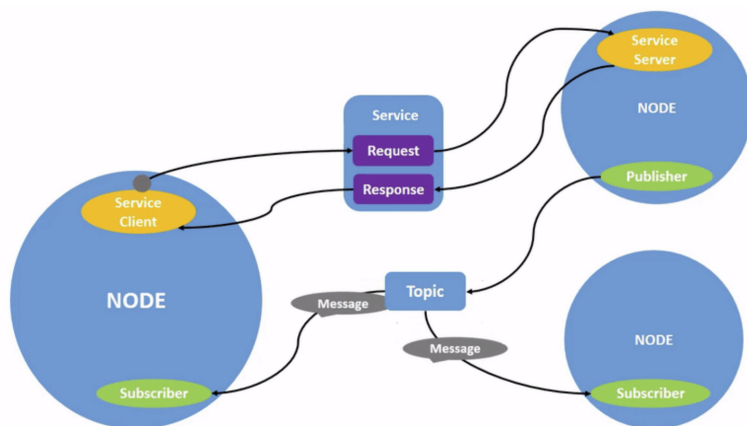 Service
Server
NODE
Service
Request
Response
Publisher
Service
Client
NODE
Topic
Message
Message
NODE
Subscriber
Subscriber